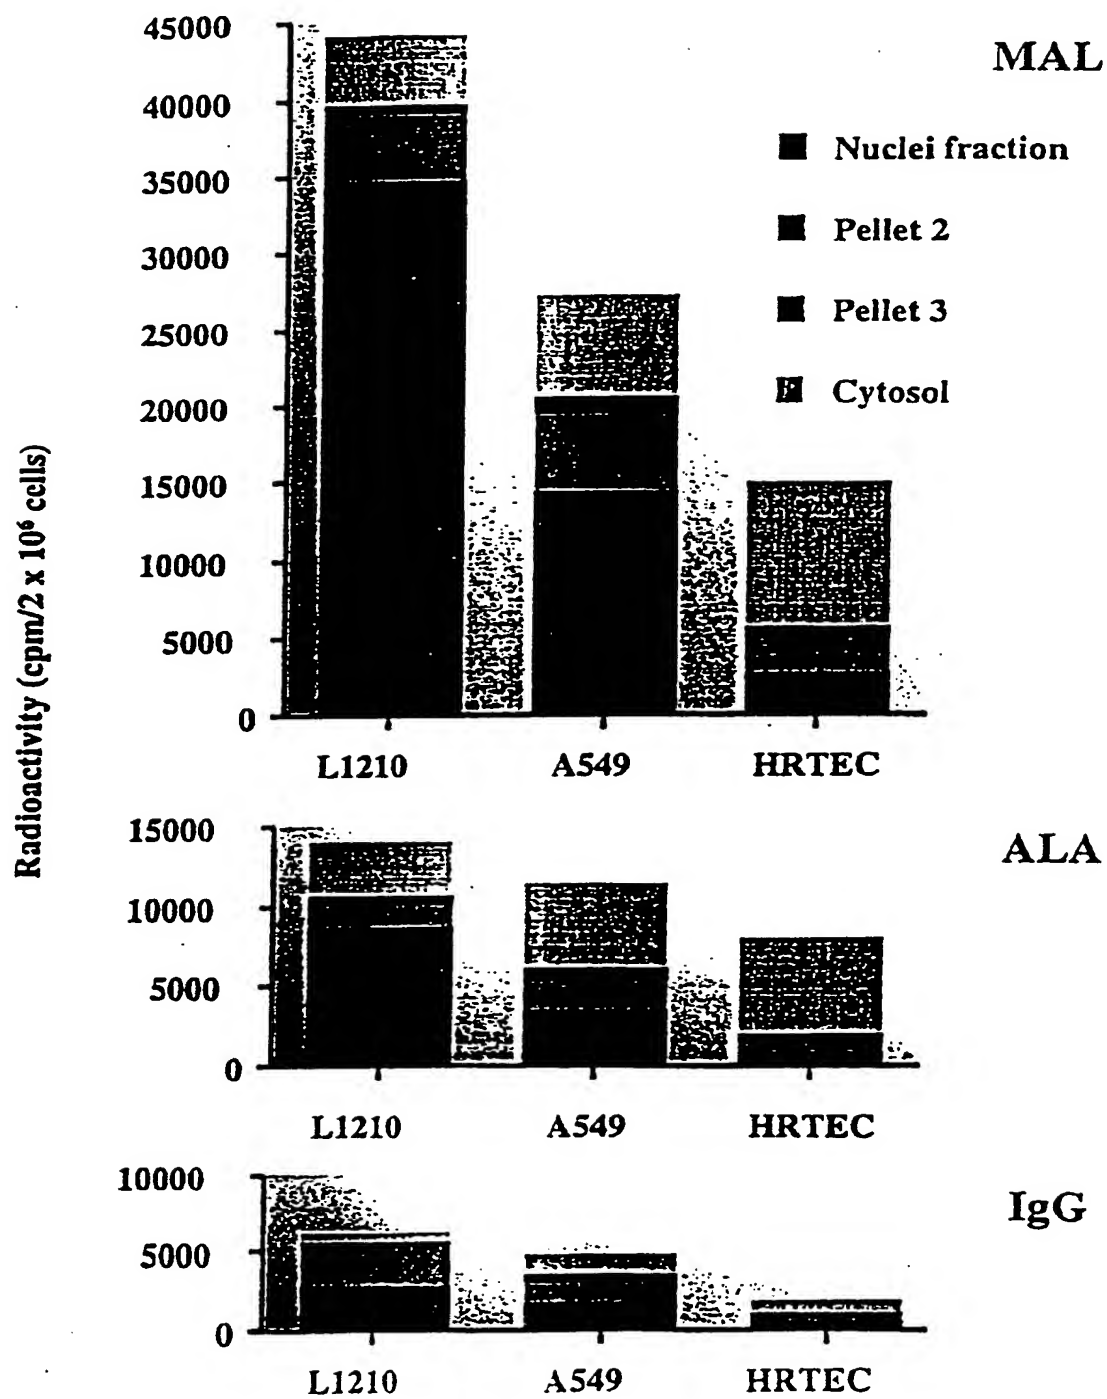 MAL
45000
40000
35000
30000
25000
20000
15000
10000
5000
0
Nuclei fraction
Pellet 2
Pellet 3
Cytosol
L1210 A549 HRTEC
Radioactivity (cpm/2 x 10⁶ cells)
ALA
15000
10000
5000
0
L1210 A549 HRTEC
IgG
10000
5000
0
L1210 A549 HRTEC